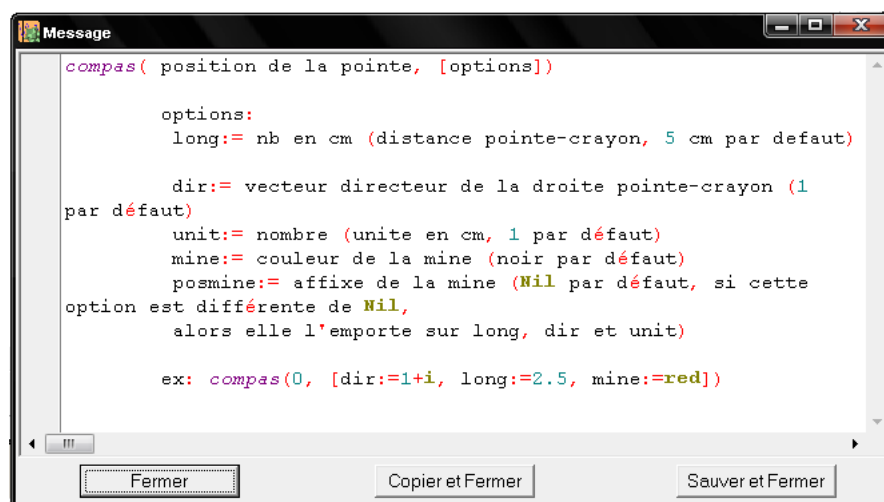 Message
compas( position de la pointe, [options])
options:
long:= nb en cm (distance pointe-crayon, 5 cm par defaut)
dir:= vecteur directeur de la droite pointe-crayon (1
par défaut)
unit:= nombre (unite en cm, 1 par défaut)
mine:= couleur de la mine (noir par défaut)
posmine:= affixe de la mine (Nil par défaut, si cette
option est différente de Nil,
alors elle l'emporte sur long, dir et unit)
ex: compas(0, [dir:=1+i, long:=2.5, mine:=red])
Fermer Copier et Fermer Sauver et Fermer